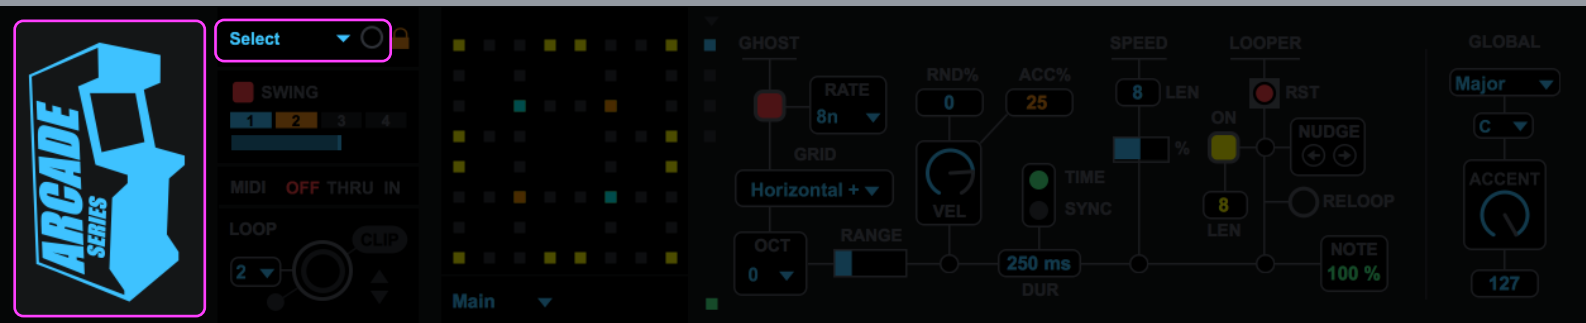 ARCADE
SERIES
Select
SWING
1 2 3 4
MIDI OFF THRU IN
LOOP
CLIP
2
Main
GHOST
RATE
8n
GRID
Horizontal +
OCT
0
RANGE
RND%
0
ACC%
25
VEL
TIME
SYNC
250 ms
DUR
SPEED
8 LEN
%
LOOPER
RST
ON
NUDGE
8
LEN
RELOOP
NOTE
100 %
GLOBAL
Major
C
ACCENT
127